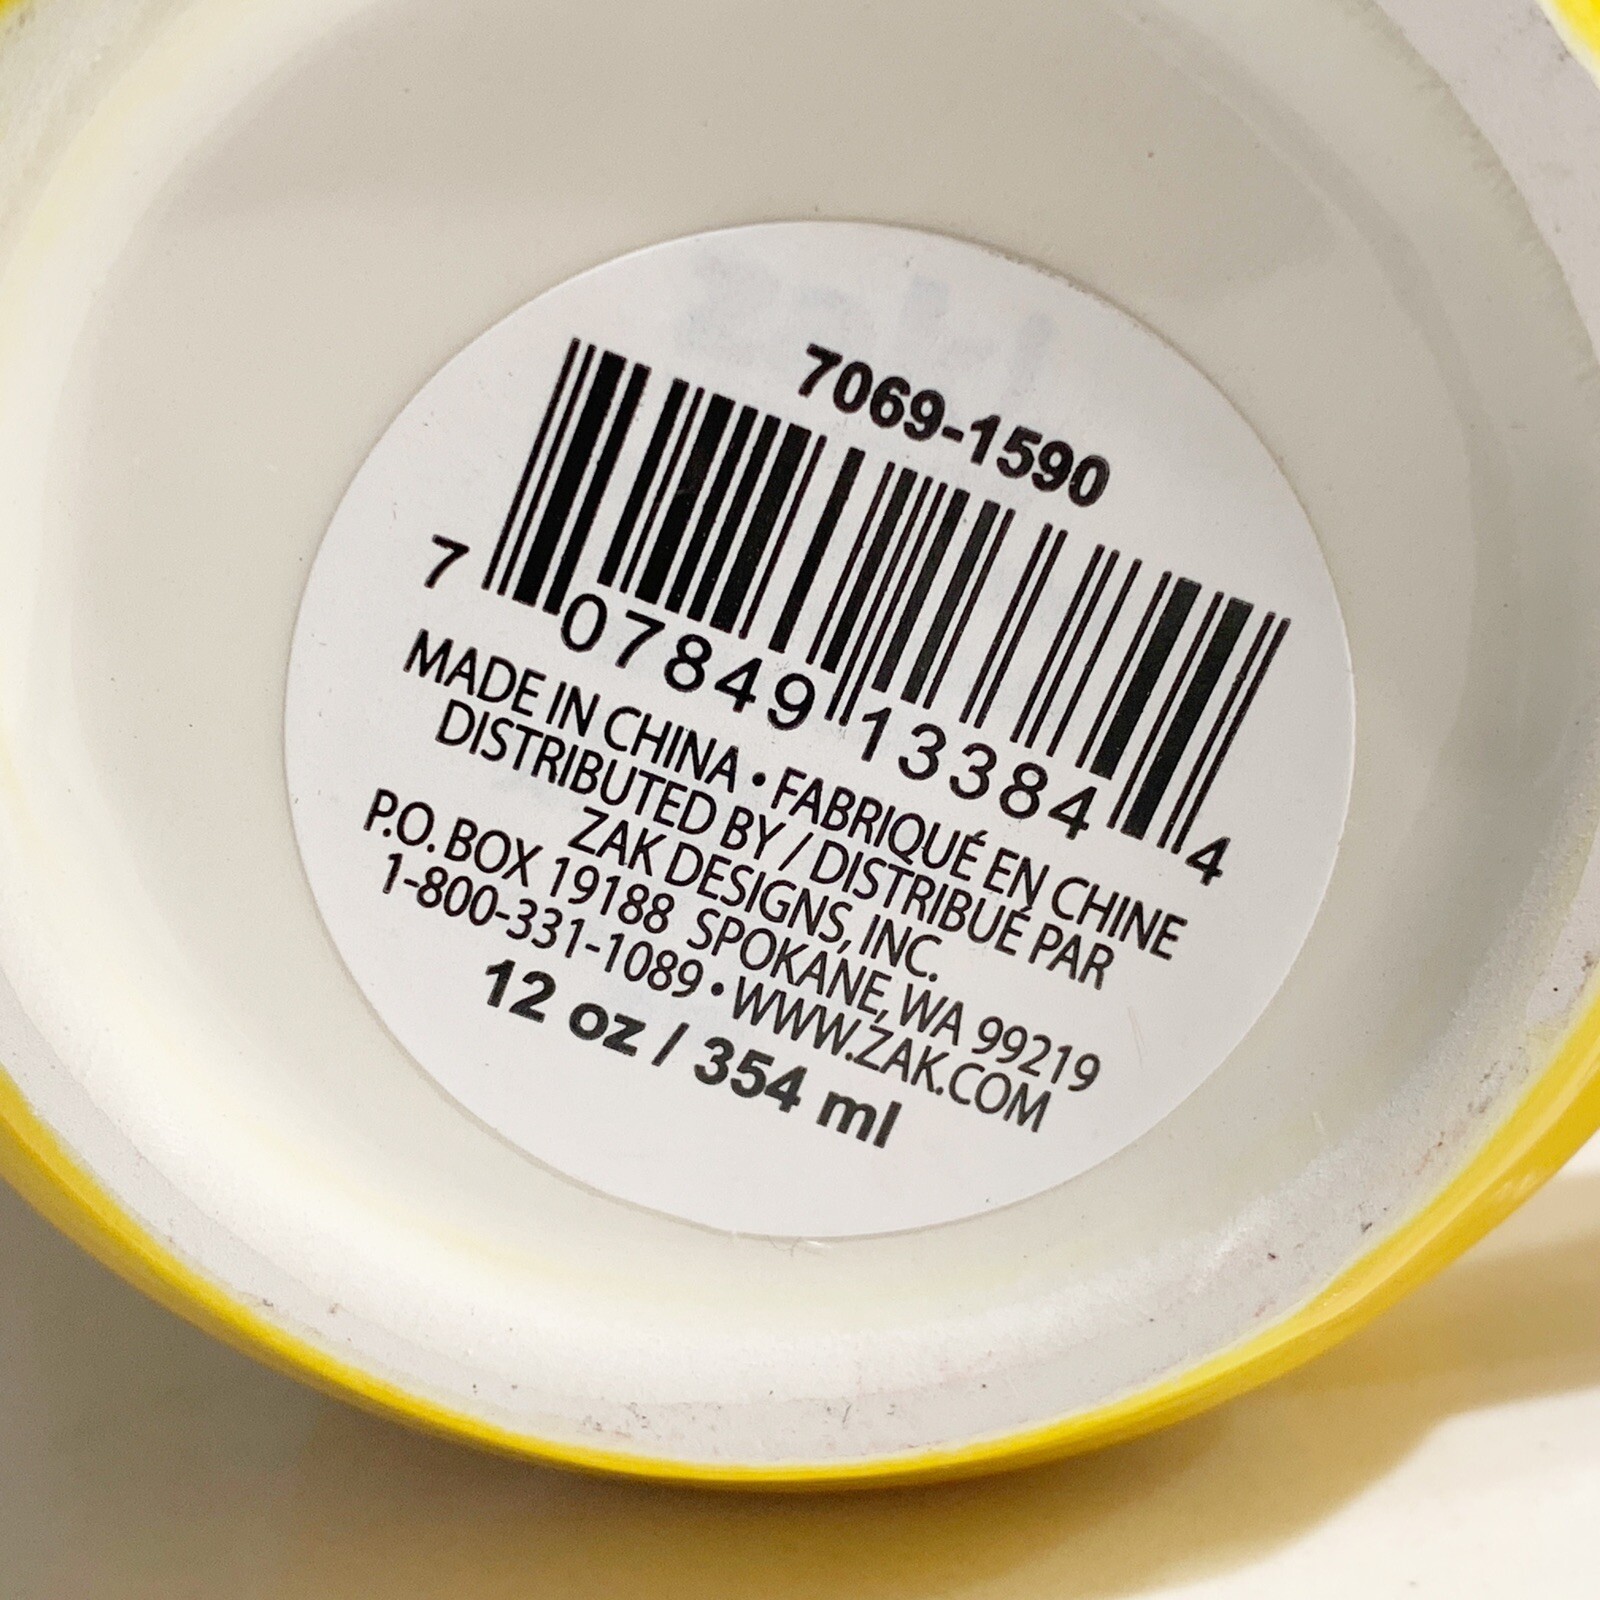 7069-1590
7 07849 13384 4
MADE IN CHINA • FABRIQUÉ EN CHINE
DISTRIBUTED BY / DISTRIBUÉ PAR
ZAK DESIGNS, INC.
P.O. BOX 19188 SPOKANE, WA 99219
1-800-331-1089 • WWW.ZAK.COM
12 oz / 354 ml